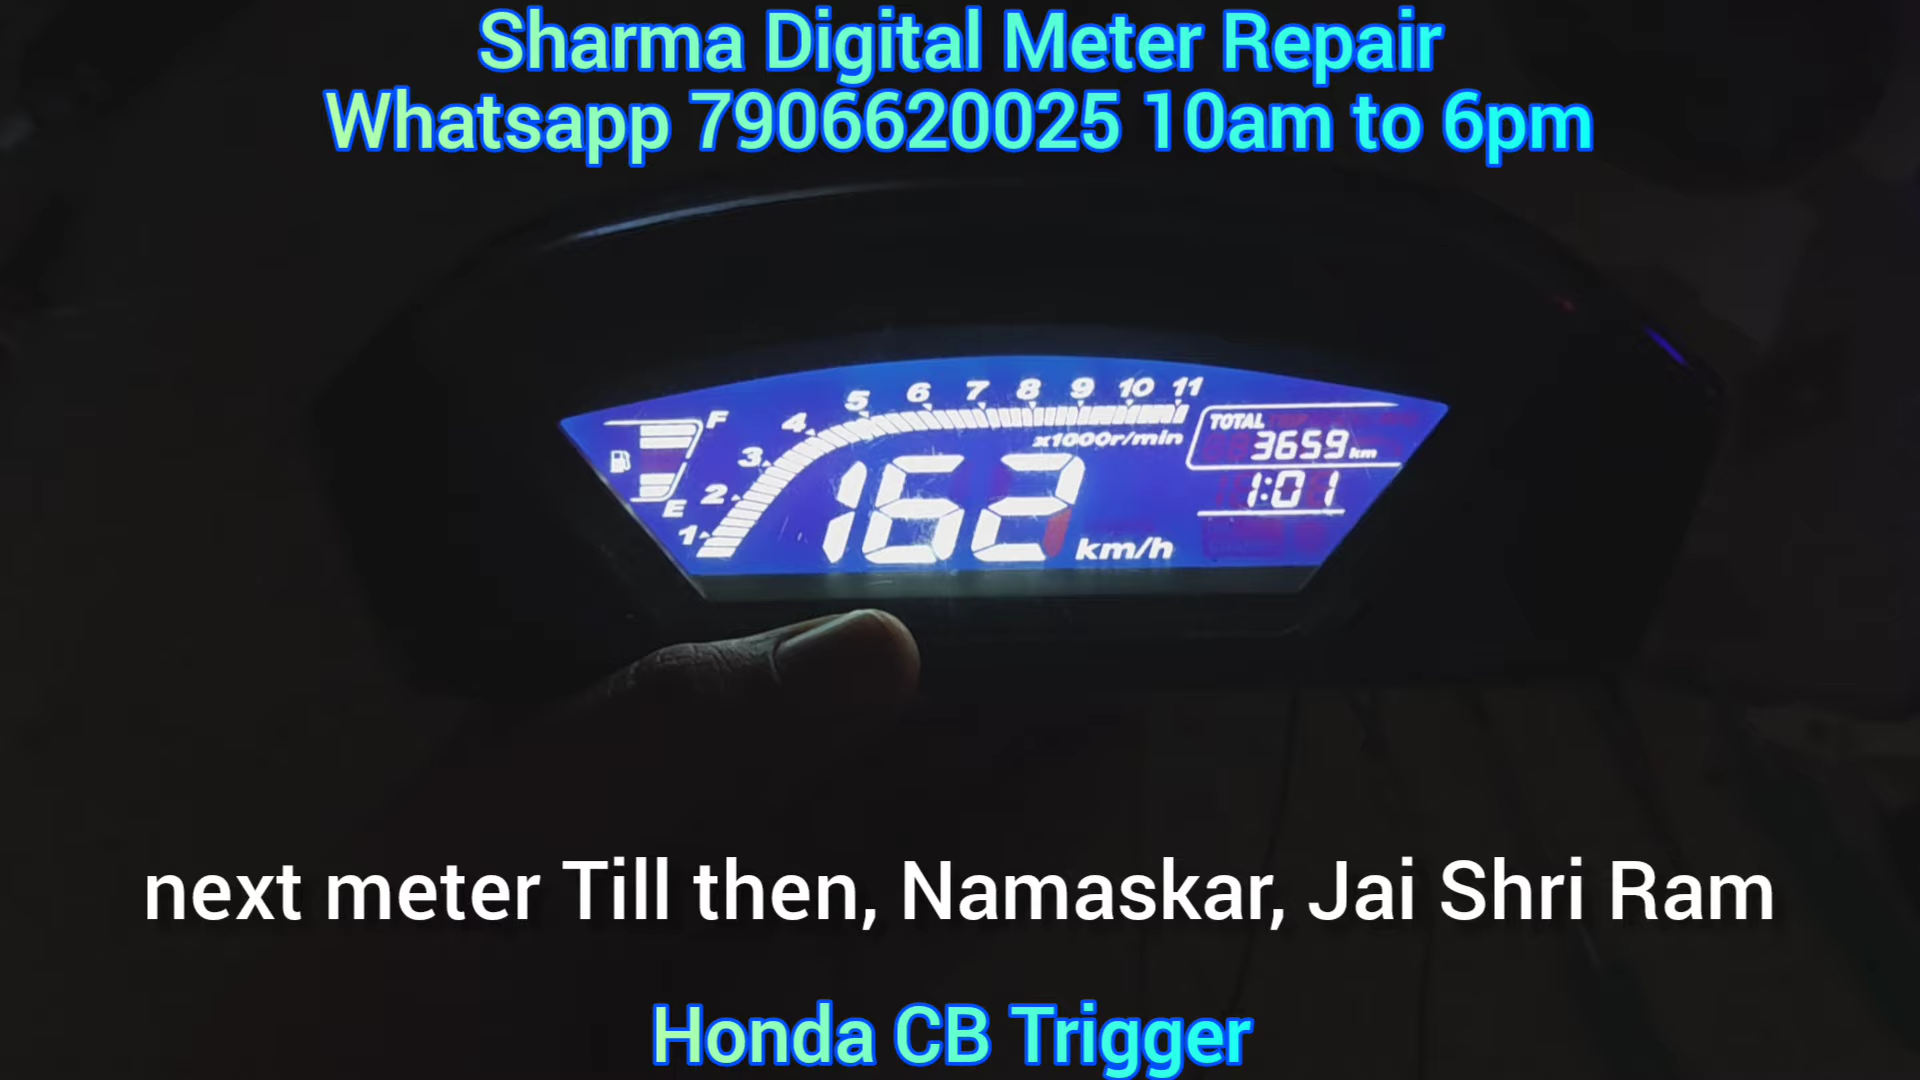 Sharma Digital Meter Repair
Whatsapp 7906620025 10am to 6pm
5 6 7 8 9 10 11
4
3
2
1
x1000r/min
F
E
TOTAL
3659 km
1:01
162 km/h
next meter Till then, Namaskar, Jai Shri Ram
Honda CB Trigger